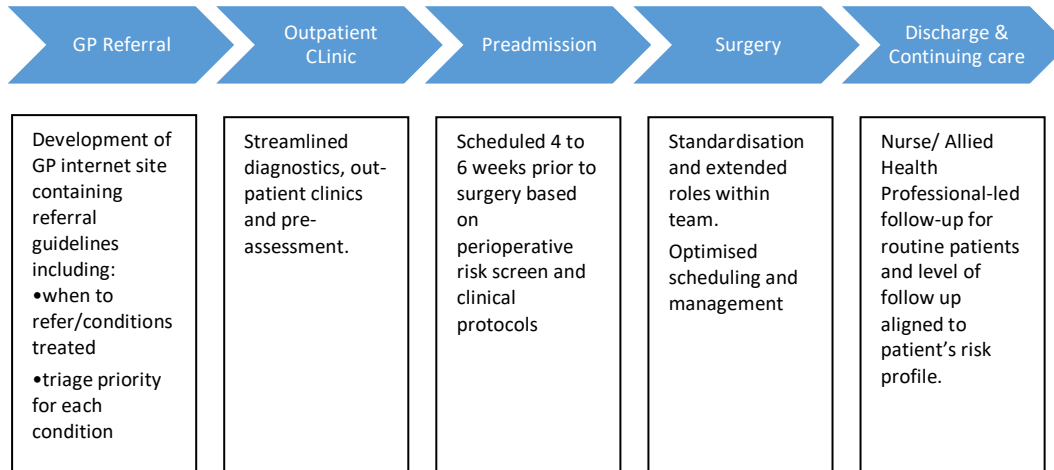 GP Referral
Outpatient
CLinic
Preadmission
Surgery
Discharge &
Continuing care
Development of
GP internet site
containing
referral
guidelines
including:
•when to
refer/conditions
treated
•triage priority
for each
condition
Streamlined
diagnostics, out-
patient clinics
and pre-
assessment.
Scheduled 4 to
6 weeks prior to
surgery based
on
perioperative
risk screen and
clinical
protocols
Standardisation
and extended
roles within
team.
Optimised
scheduling and
management
Nurse/ Allied
Health
Professional-led
follow-up for
routine patients
and level of
follow up
aligned to
patient’s risk
profile.